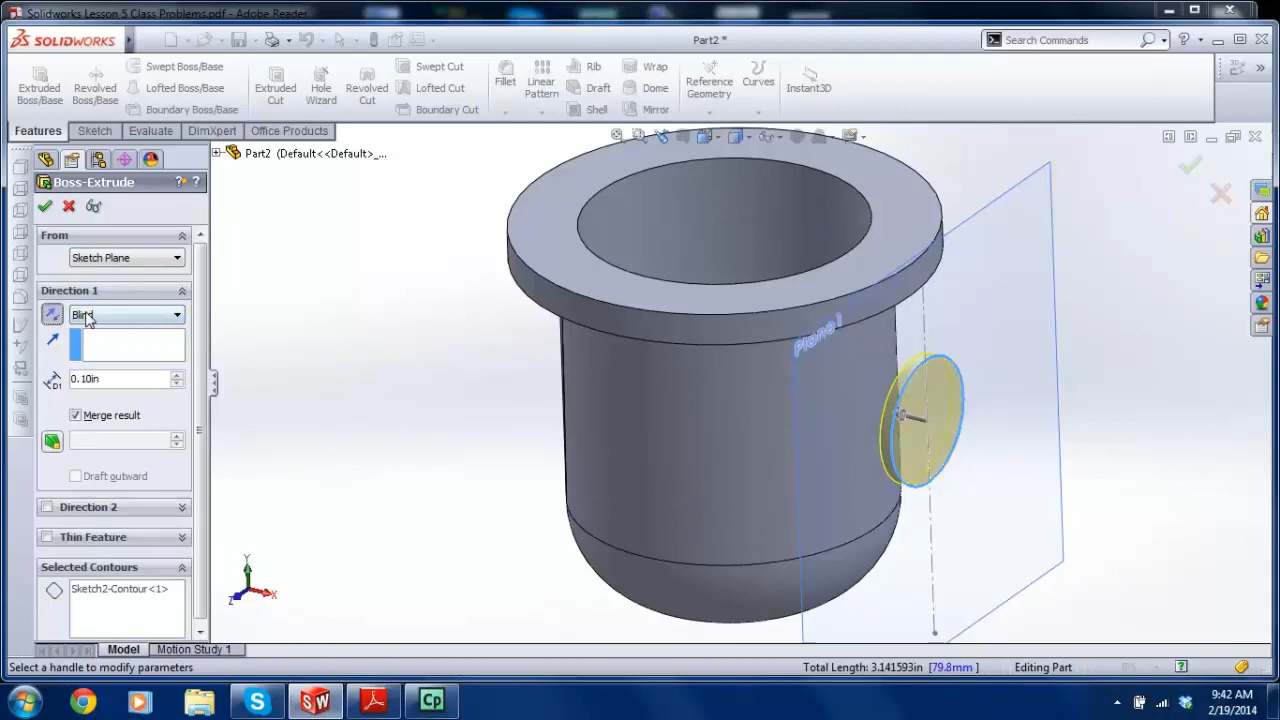 Solidworks Lesson 5 Class Problems.pdf - Adobe Reader
SOLIDWORKS
Part2 *
Search Commands
Extruded Boss/Base
Revolved Boss/Base
Swept Boss/Base
Lofted Boss/Base
Boundary Boss/Base
Extruded Cut
Hole Wizard
Revolved Cut
Swept Cut
Lofted Cut
Boundary Cut
Fillet
Linear Pattern
Rib
Draft
Shell
Wrap
Dome
Mirror
Reference Geometry
Curves
Instant3D
Features
Sketch
Evaluate
DimXpert
Office Products
Part2 (Default<<Default>_...
Boss-Extrude
From
Sketch Plane
Direction 1
Blind
D1
0.10in
Merge result
Draft outward
Direction 2
Thin Feature
Selected Contours
Sketch2-Contour<1>
Plane1
Y
X
Z
Model
Motion Study 1
Select a handle to modify parameters
Total Length: 3.141593in [79.8mm ]
Editing Part
9:42 AM
2/19/2014